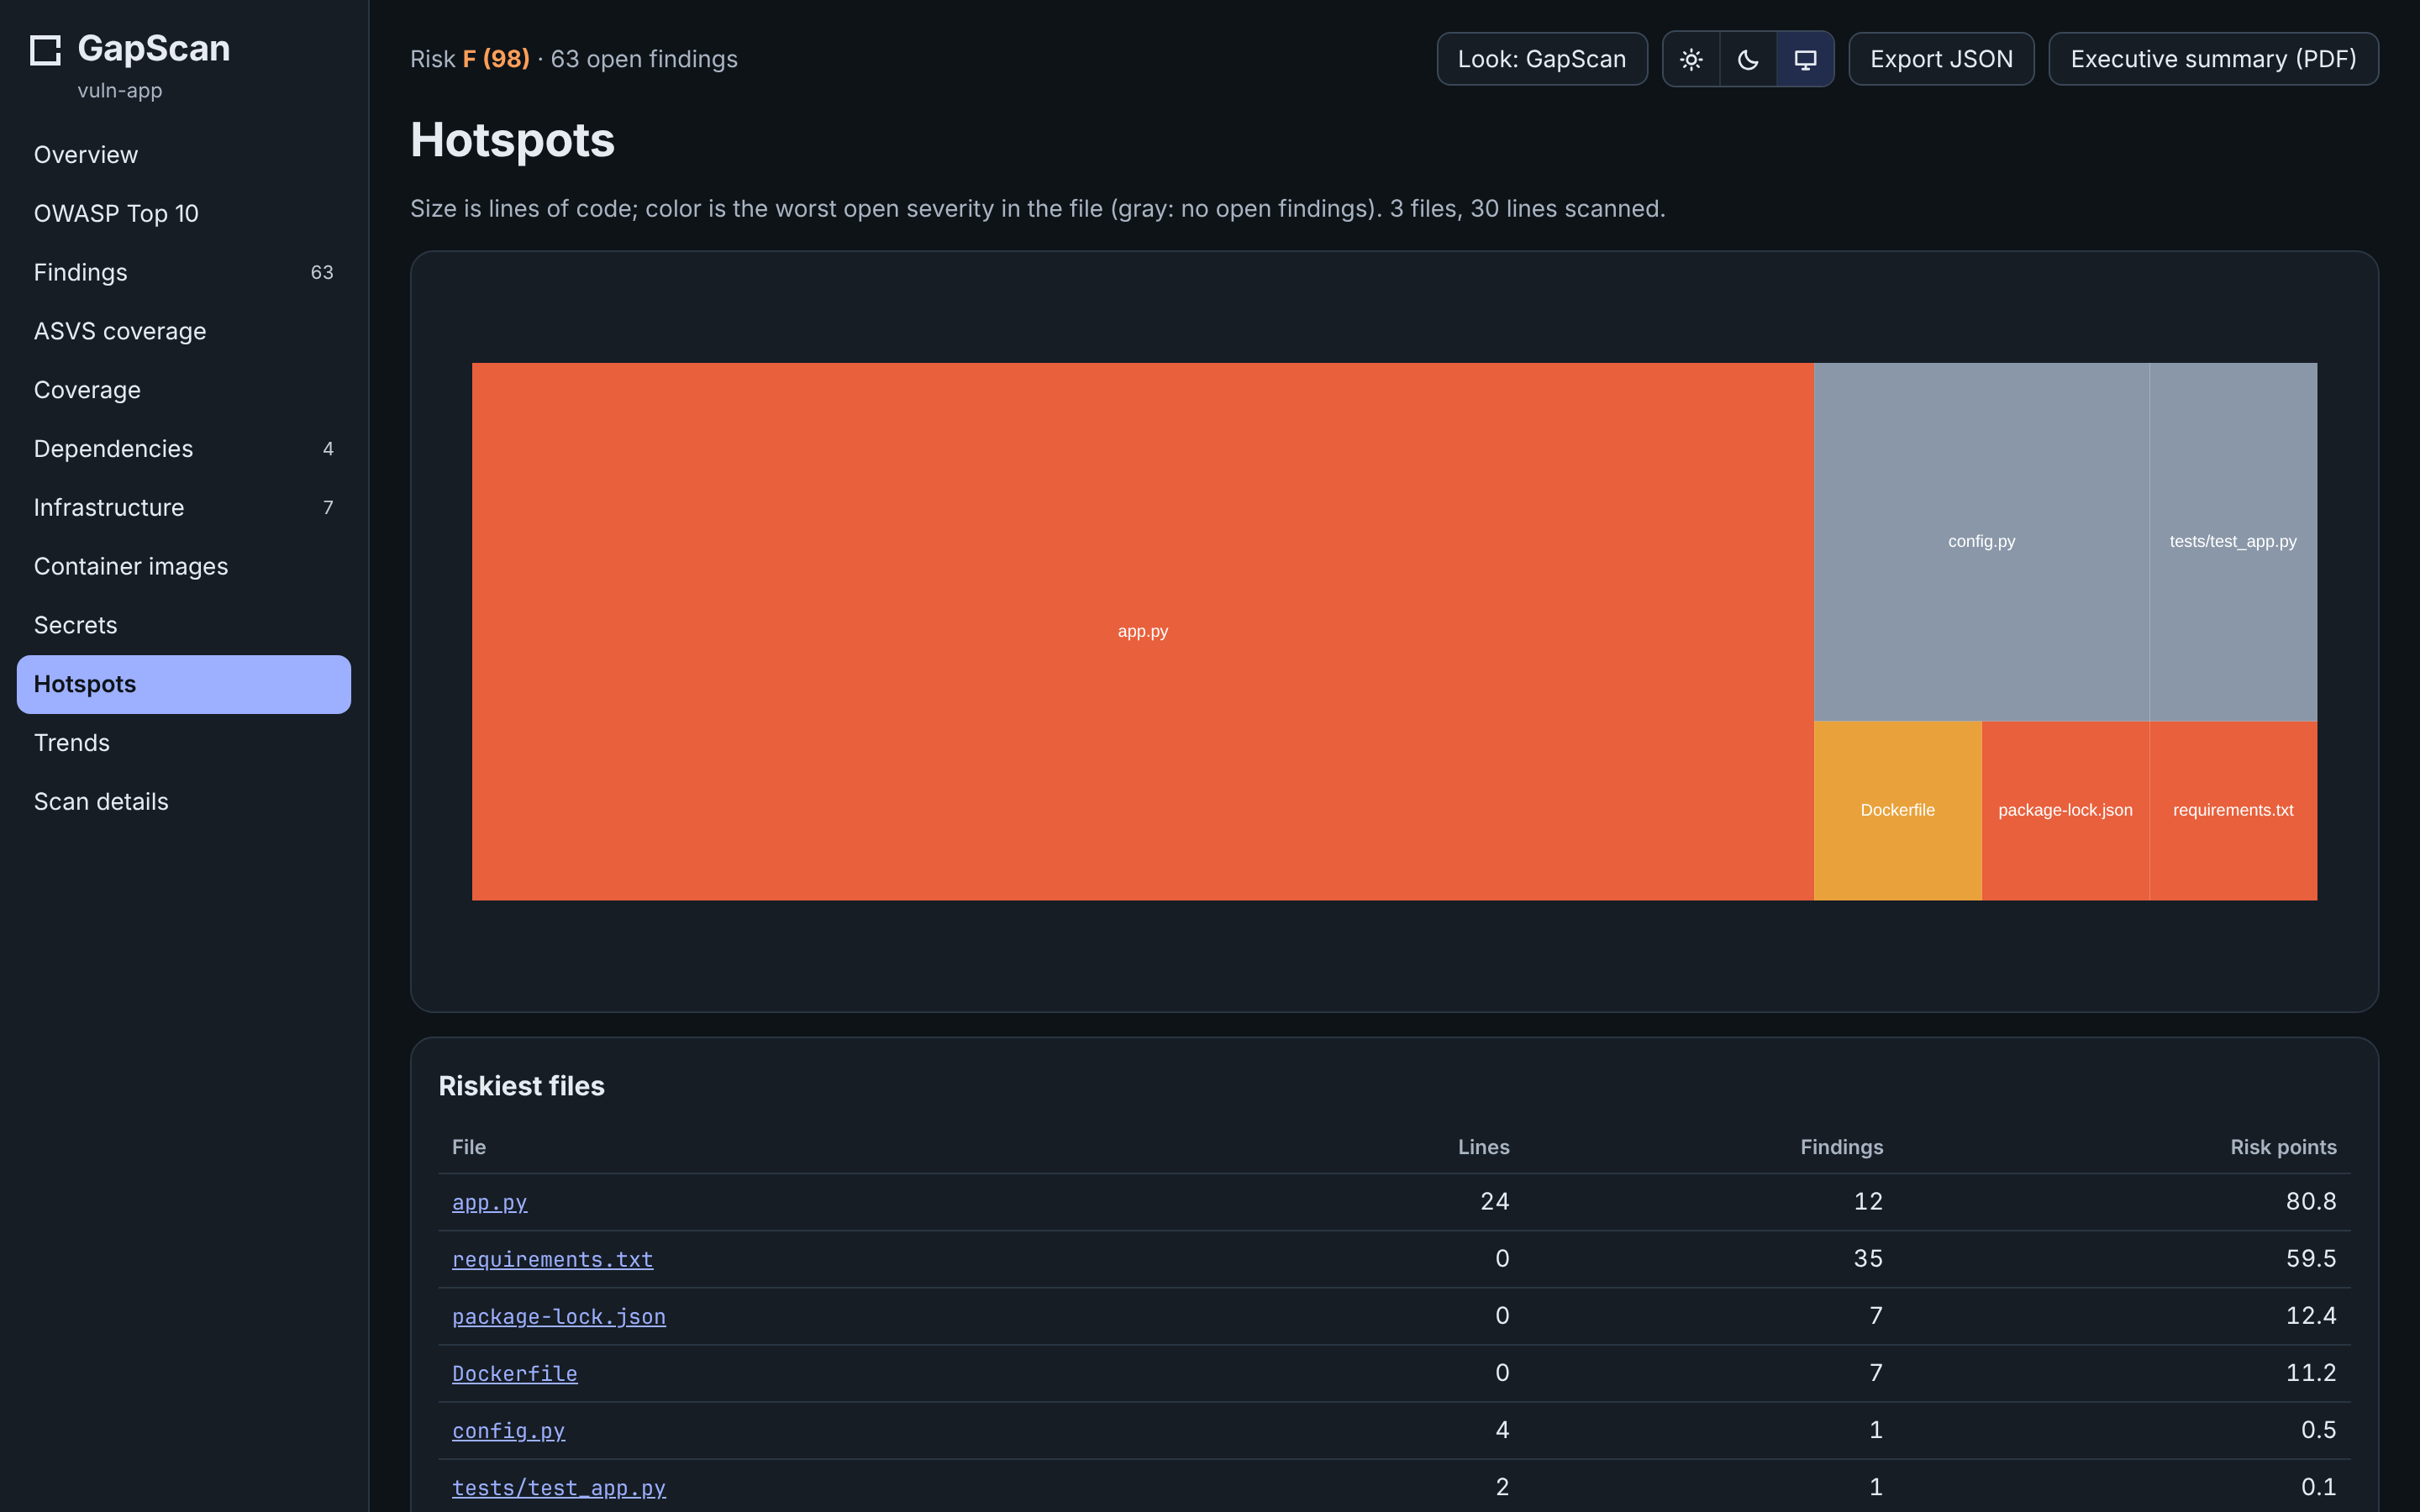 GapScan
vuln-app
Overview
OWASP Top 10
Findings 63
ASVS coverage
Coverage
Dependencies 4
Infrastructure 7
Container images
Secrets
Hotspots
Trends
Scan details
Risk F (98) · 63 open findings
Look: GapScan
Export JSON
Executive summary (PDF)
Hotspots
Size is lines of code; color is the worst open severity in the file (gray: no open findings). 3 files, 30 lines scanned.
app.py
config.py
tests/test_app.py
Dockerfile
package-lock.json
requirements.txt
Riskiest files
File Lines Findings Risk points
app.py 24 12 80.8
requirements.txt 0 35 59.5
package-lock.json 0 7 12.4
Dockerfile 0 7 11.2
config.py 4 1 0.5
tests/test_app.py 2 1 0.1